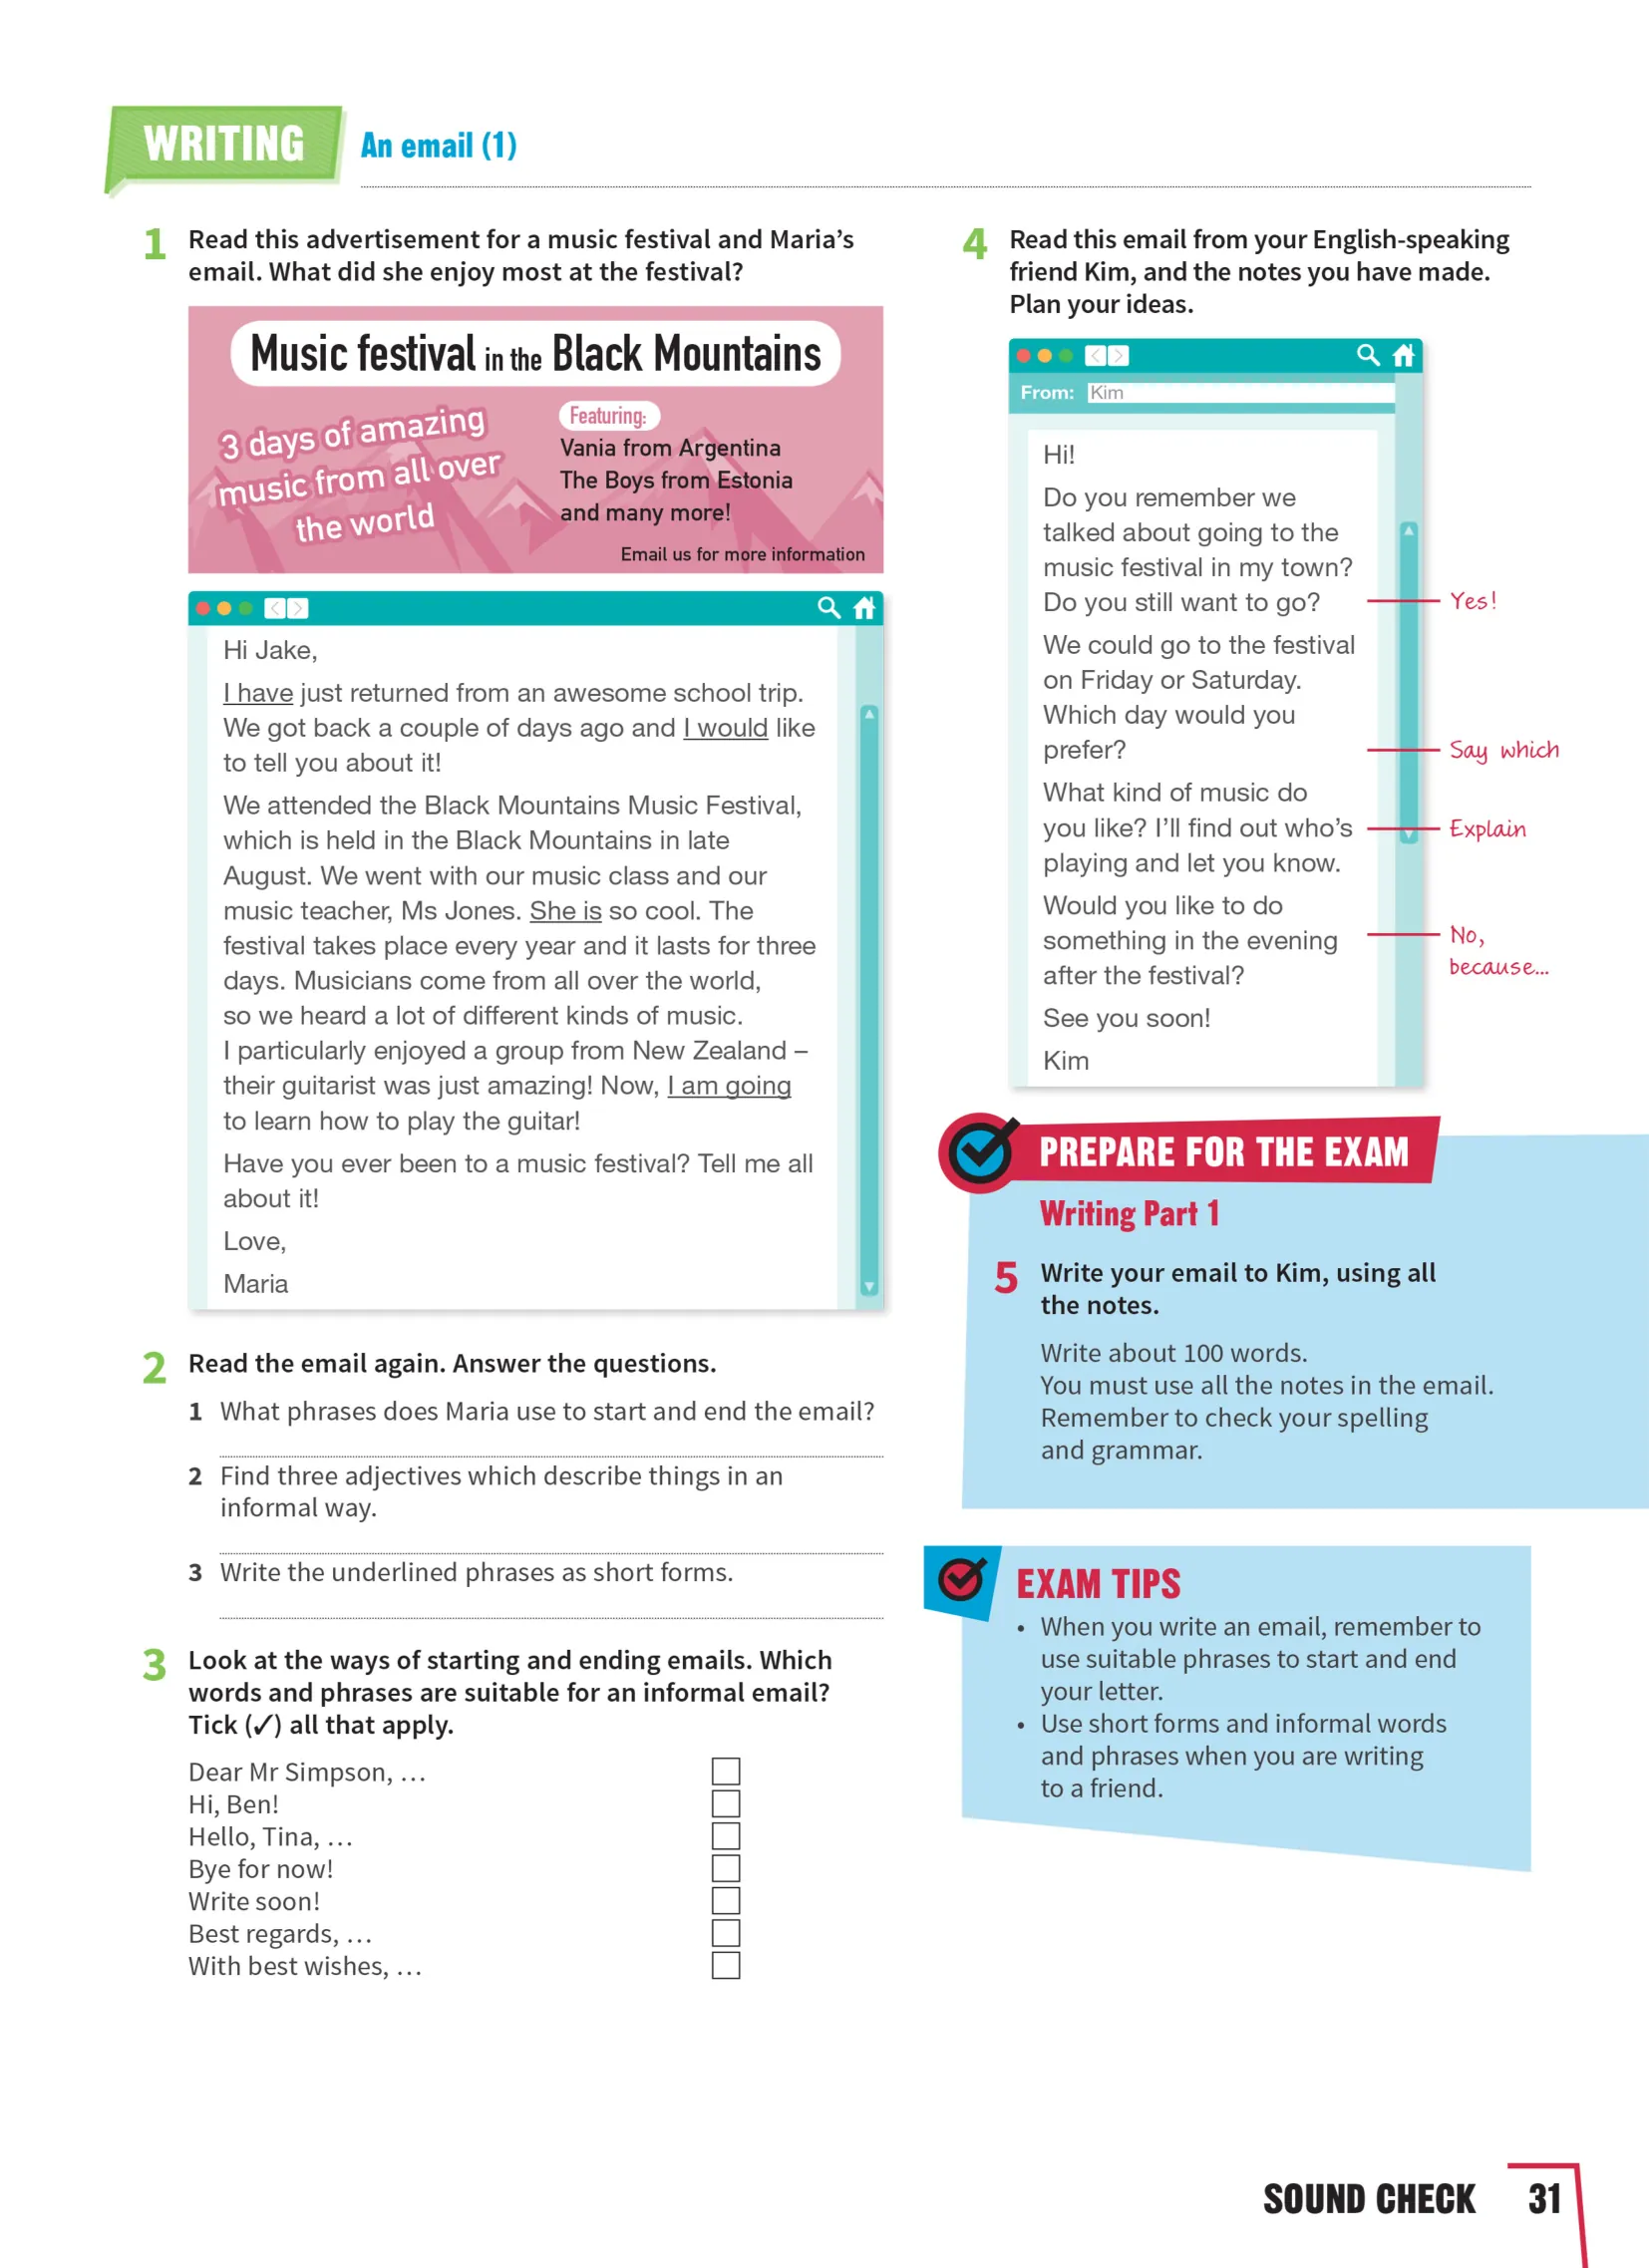 WRITING
An email (1)
1 Read this advertisement for a music festival and Maria's
email. What did she enjoy most at the festival?
Music festival in the Black Mountains
3 days of amazing
music from all over
the world
Featuring:
Vania from Argentina
The Boys from Estonia
and many more!
Email us for more information
Hi Jake,
I have just returned from an awesome school trip.
We got back a couple of days ago and I would like
to tell you about it!
We attended the Black Mountains Music Festival,
which is held in the Black Mountains in late
August. We went with our music class and our
music teacher, Ms Jones. She is so cool. The
festival takes place every year and it lasts for three
days. Musicians come from all over the world,
so we heard a lot of different kinds of music.
I particularly enjoyed a group from New Zealand –
their guitarist was just amazing! Now, I am going
to learn how to play the guitar!
Have you ever been to a music festival? Tell me all
about it!
Love,
Maria
2 Read the email again. Answer the questions.
1 What phrases does Maria use to start and end the email?
2 Find three adjectives which describe things in an
informal way.
3 Write the underlined phrases as short forms.
3 Look at the ways of starting and ending emails. Which
words and phrases are suitable for an informal email?
Tick (✓) all that apply.
Dear Mr Simpson, …
Hi, Ben!
Hello, Tina, …
Bye for now!
Write soon!
Best regards, …
With best wishes, …
4 Read this email from your English-speaking
friend Kim, and the notes you have made.
Plan your ideas.
From: Kim
Hi!
Do you remember we
talked about going to the
music festival in my town?
Do you still want to go?
Yes!
We could go to the festival
on Friday or Saturday.
Which day would you
prefer?
Say which
What kind of music do
you like? I'll find out who's
Explain
playing and let you know.
Would you like to do
something in the evening
after the festival?
No,
because...
See you soon!
Kim
PREPARE FOR THE EXAM
Writing Part 1
5 Write your email to Kim, using all
the notes.
Write about 100 words.
You must use all the notes in the email.
Remember to check your spelling
and grammar.
EXAM TIPS
• When you write an email, remember to
use suitable phrases to start and end
your letter.
• Use short forms and informal words
and phrases when you are writing
to a friend.
SOUND CHECK 31